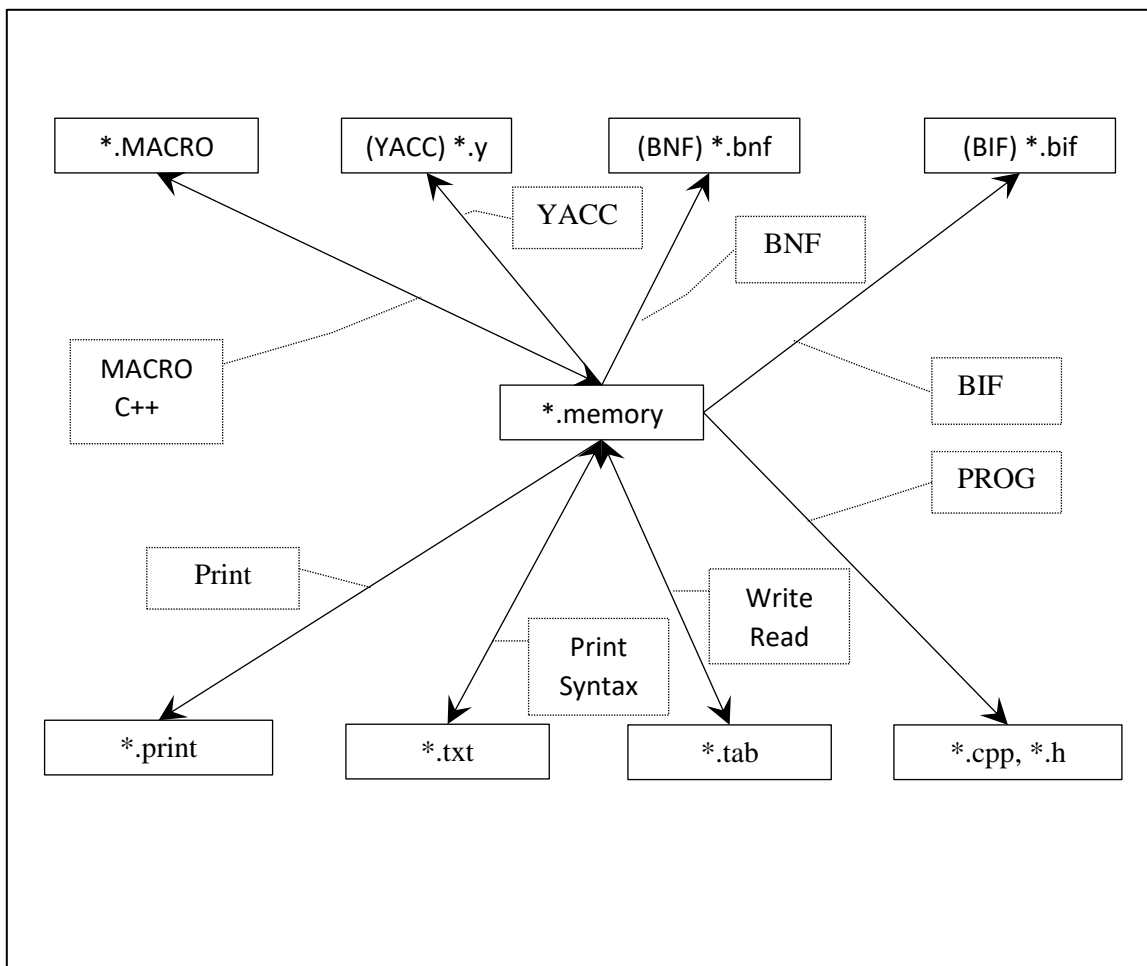 *.MACRO
(YACC) *.y
(BNF) *.bnf
(BIF) *.bif
YACC
BNF
MACRO
C++
BIF
*.memory
PROG
Print
Write
Read
Print
Syntax
*.print
*.txt
*.tab
*.cpp, *.h